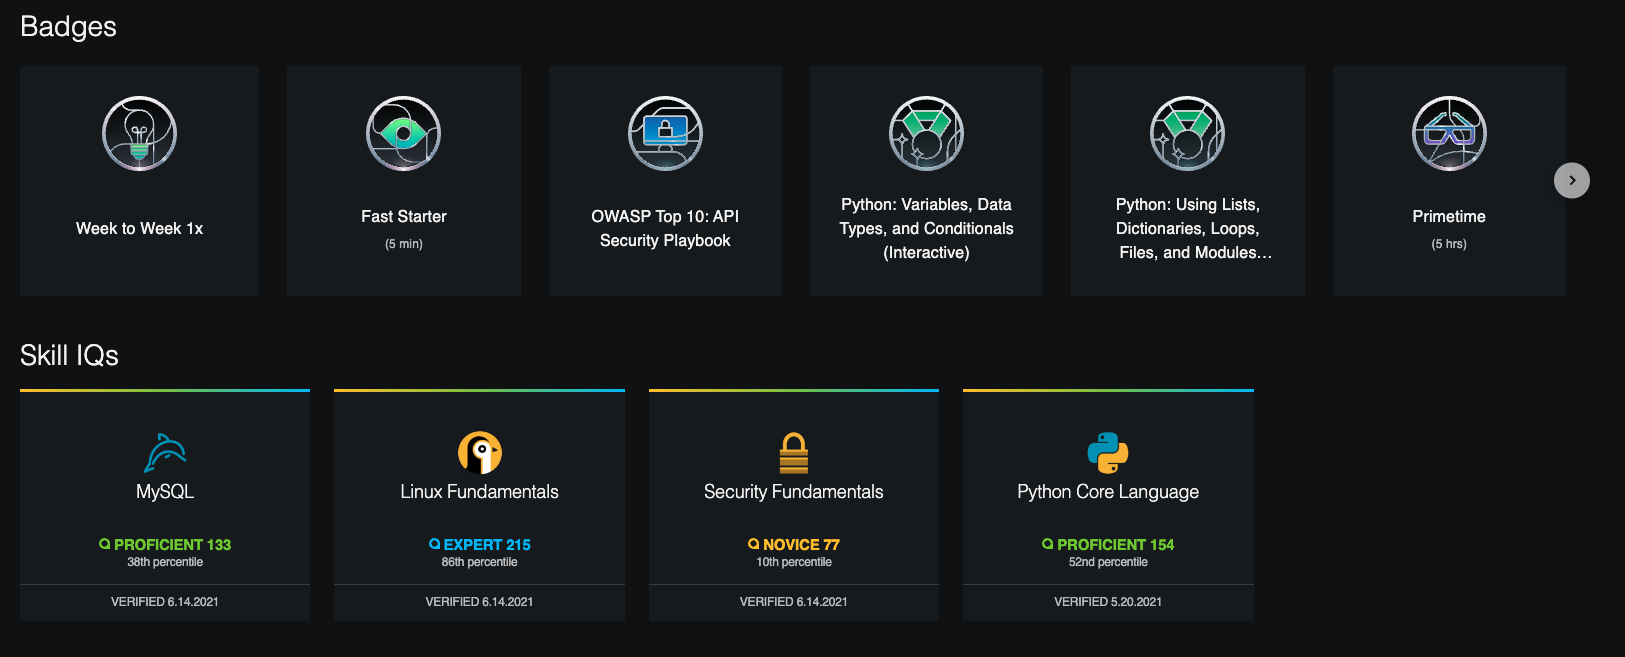 Badges
Week to Week 1x
Fast Starter
(5 min)
OWASP Top 10: API
Security Playbook
Python: Variables, Data
Types, and Conditionals
(Interactive)
Python: Using Lists,
Dictionaries, Loops,
Files, and Modules...
Primetime
(5 hrs)
Skill IQs
MySQL
PROFICIENT 133
38th percentile
VERIFIED 6.14.2021
Linux Fundamentals
EXPERT 215
86th percentile
VERIFIED 6.14.2021
Security Fundamentals
NOVICE 77
10th percentile
VERIFIED 6.14.2021
Python Core Language
PROFICIENT 154
52nd percentile
VERIFIED 5.20.2021